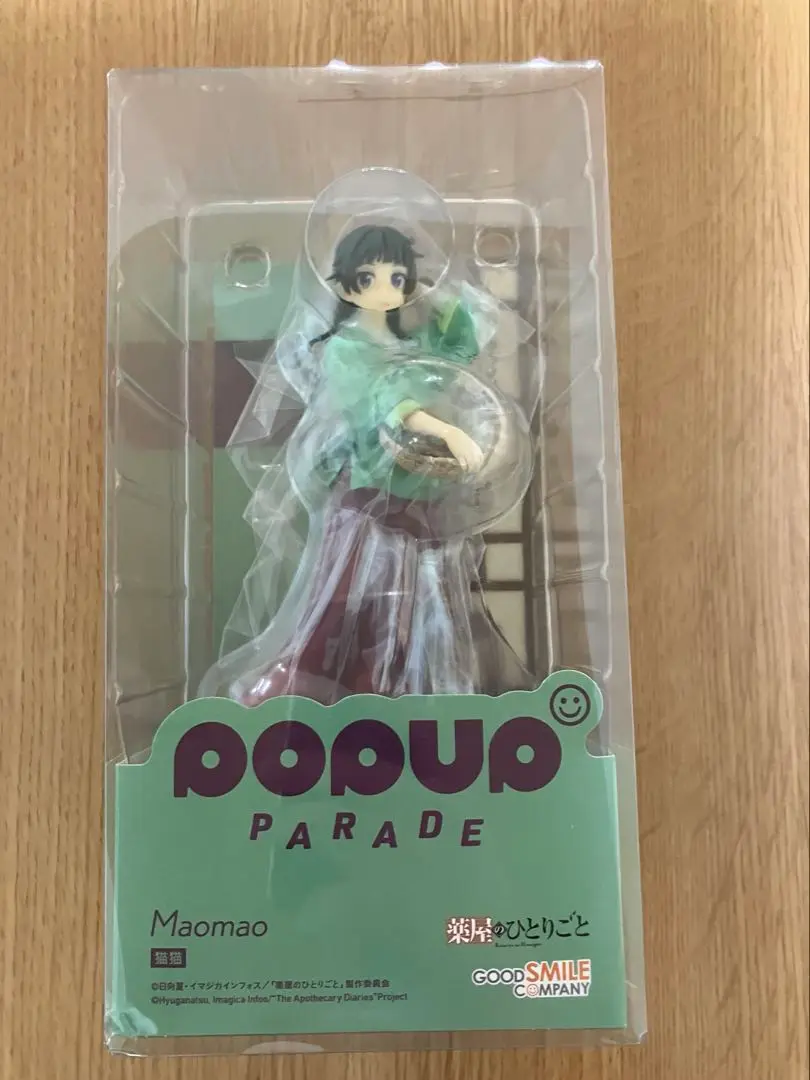 POPUP
PARADE
Maomao
猫猫
薬屋のひとりごと
GOOD SMILE
COMPANY
©日向夏・イマジカインフォス/「薬屋のひとりごと」製作委員会
©Hyuganatsu, Imagica Infos/"The Apothecary Diaries"Project